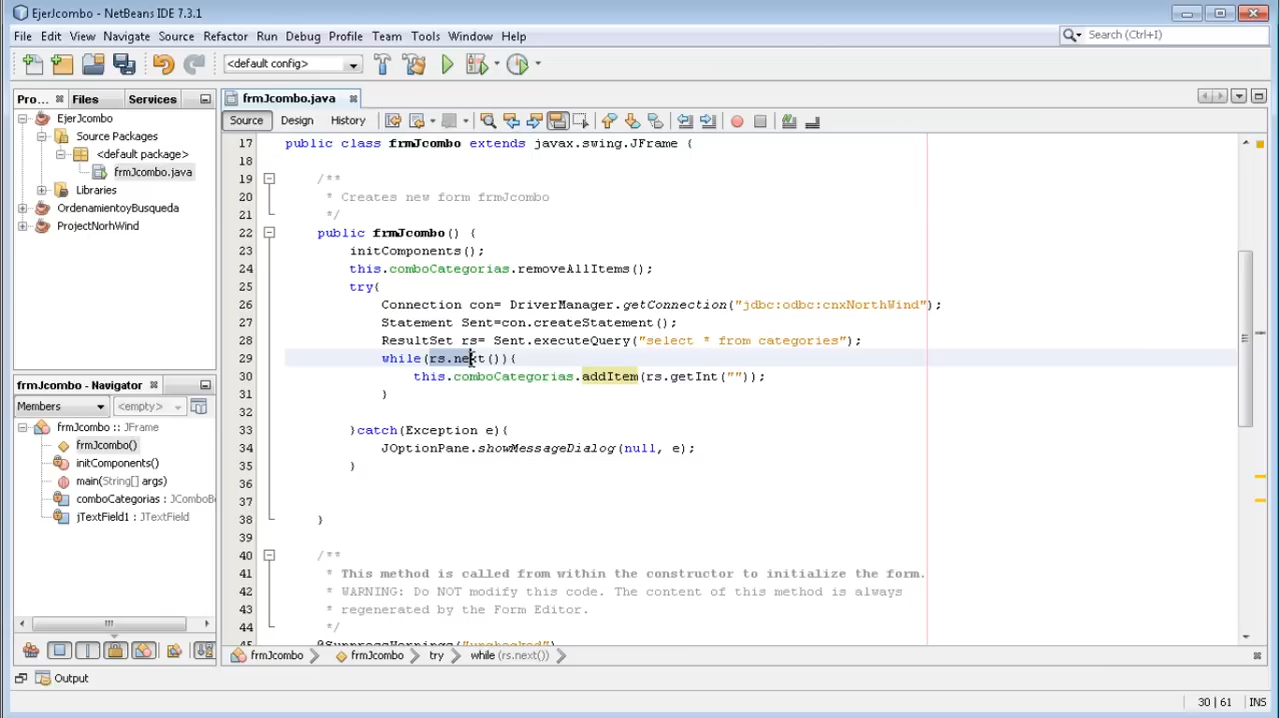 EjerJcombo - NetBeans IDE 7.3.1
File Edit View Navigate Source Refactor Run Debug Profile Team Tools Window Help
Search (Ctrl+I)
<default config>
Pro... Files Services
frmJcombo.java
Source Design History
EjerJcombo
Source Packages
<default package>
frmJcombo.java
Libraries
OrdenamientoyBusqueda
ProjectNorhWind
17 public class frmJcombo extends javax.swing.JFrame {
18
19 /**
20 * Creates new form frmJcombo
21 */
22 public frmJcombo() {
23 initComponents();
24 this.comboCategorias.removeAllItems();
25 try{
26 Connection con= DriverManager.getConnection("jdbc:odbc:cnxNorthWind");
27 Statement Sent=con.createStatement();
28 ResultSet rs= Sent.executeQuery("select * from categories");
29 while(rs.next()){
30 this.comboCategorias.addItem(rs.getInt(""));
31 }
32
33 }catch(Exception e){
34 JOptionPane.showMessageDialog(null, e);
35 }
36
37
38 }
39
40 /**
41 * This method is called from within the constructor to initialize the form.
42 * WARNING: Do NOT modify this code. The content of this method is always
43 * regenerated by the Form Editor.
44 */
45 @SuppressWarnings("unchecked")
frmJcombo - Navigator
Members <empty>
frmJcombo :: JFrame
frmJcombo()
initComponents()
main(String[] args)
comboCategorias : JComboB
jTextField1 : JTextField
frmJcombo frmJcombo try while (rs.next())
Output
30 | 61 INS